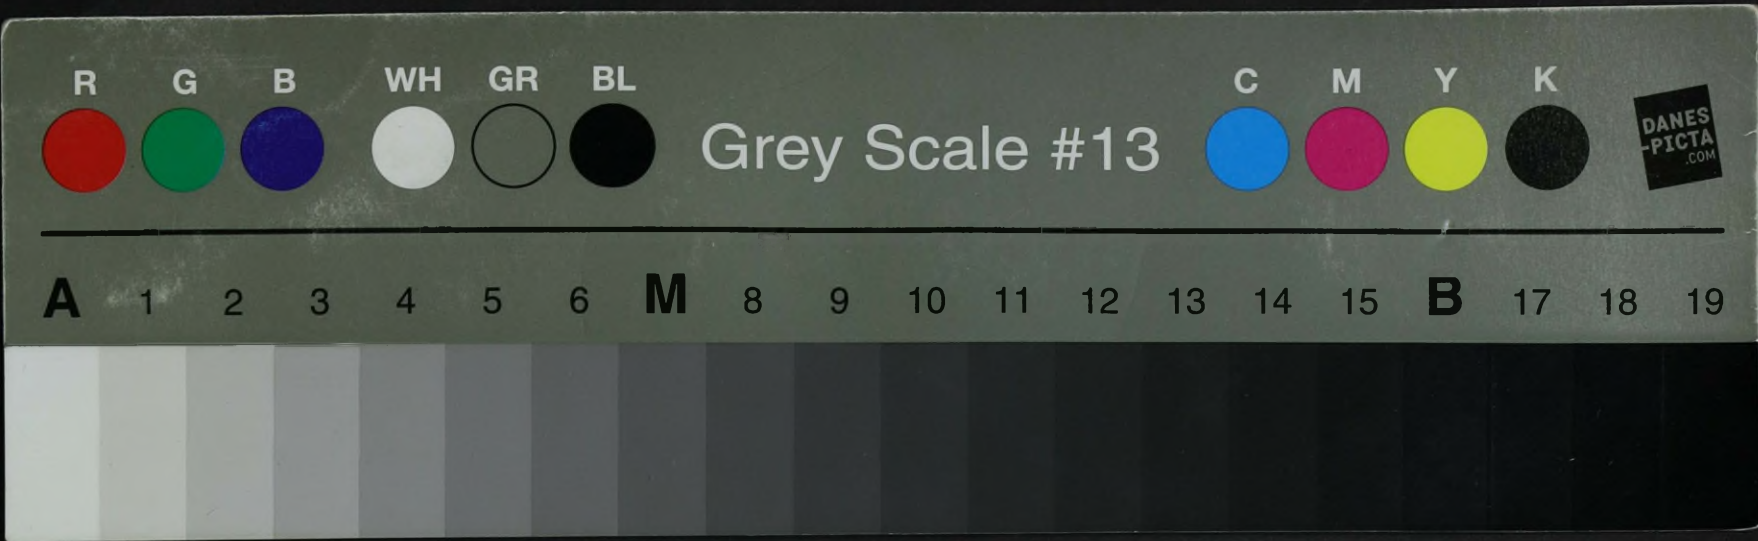 R G B WH GR BL
Grey Scale #13
C M Y K
DANES
-PICTA
.COM
A 1 2 3 4 5 6 M 8 9 10 11 12 13 14 15 B 17 18 19